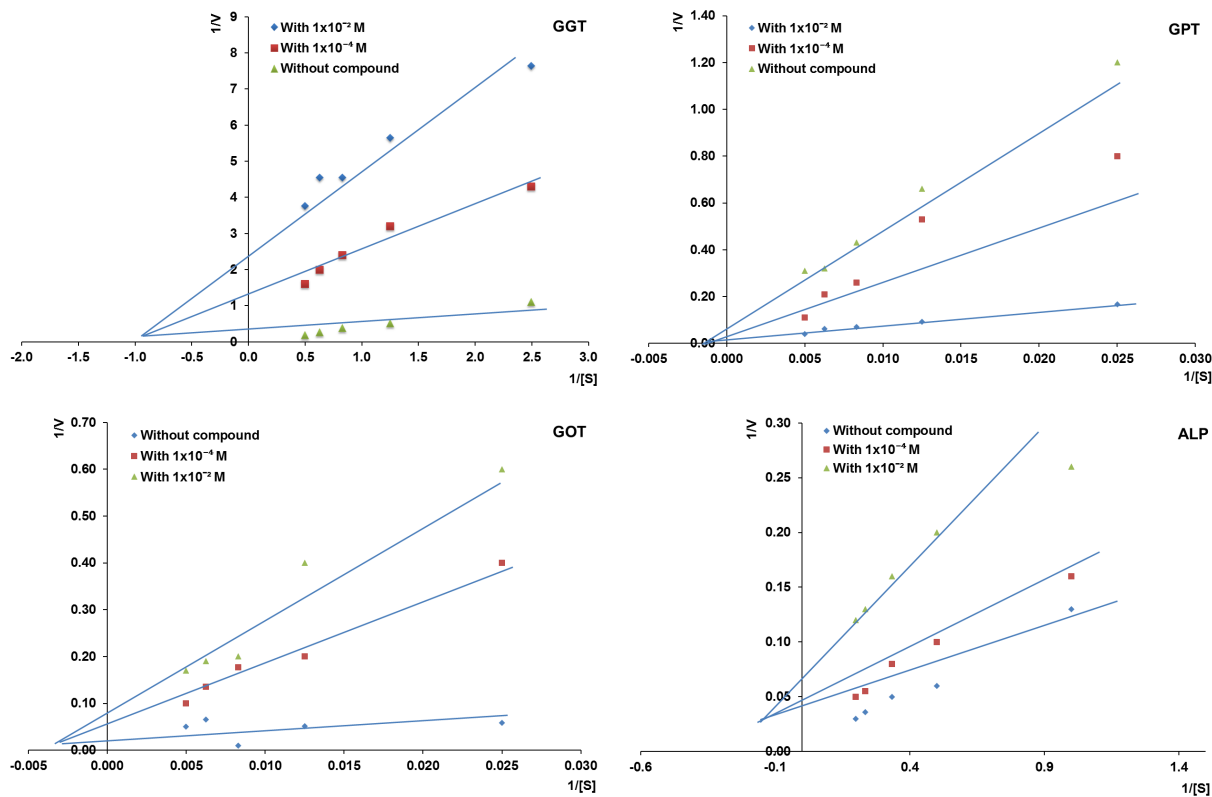 GGT
1/V
With 1x10⁻² M
With 1x10⁻⁴ M
Without compound
9
8
7
6
5
4
3
2
1
0
-2.0 -1.0 0.0 0.5 1.0 1.5 2.0 2.5 3.0
1/[S]
GPT
1/V
With 1x10⁻² M
With 1x10⁻⁴ M
Without compound
1.40
1.20
1.00
0.80
0.60
0.40
0.20
0.00
-0.005 0.000 0.005 0.010 0.015 0.020 0.025 0.030
1/[S]
GOT
1/V
Without compound
With 1x10⁻⁴ M
With 1x10⁻² M
0.70
0.60
0.50
0.40
0.30
0.20
0.10
0.00
-0.005 0.000 0.005 0.010 0.015 0.020 0.025 0.030
1/[S]
ALP
1/V
Without compound
With 1x10⁻⁴ M
With 1x10⁻² M
0.30
0.25
0.20
0.15
0.10
0.05
0.00
-0.6 -0.1 0.4 0.9 1.4
1/[S]